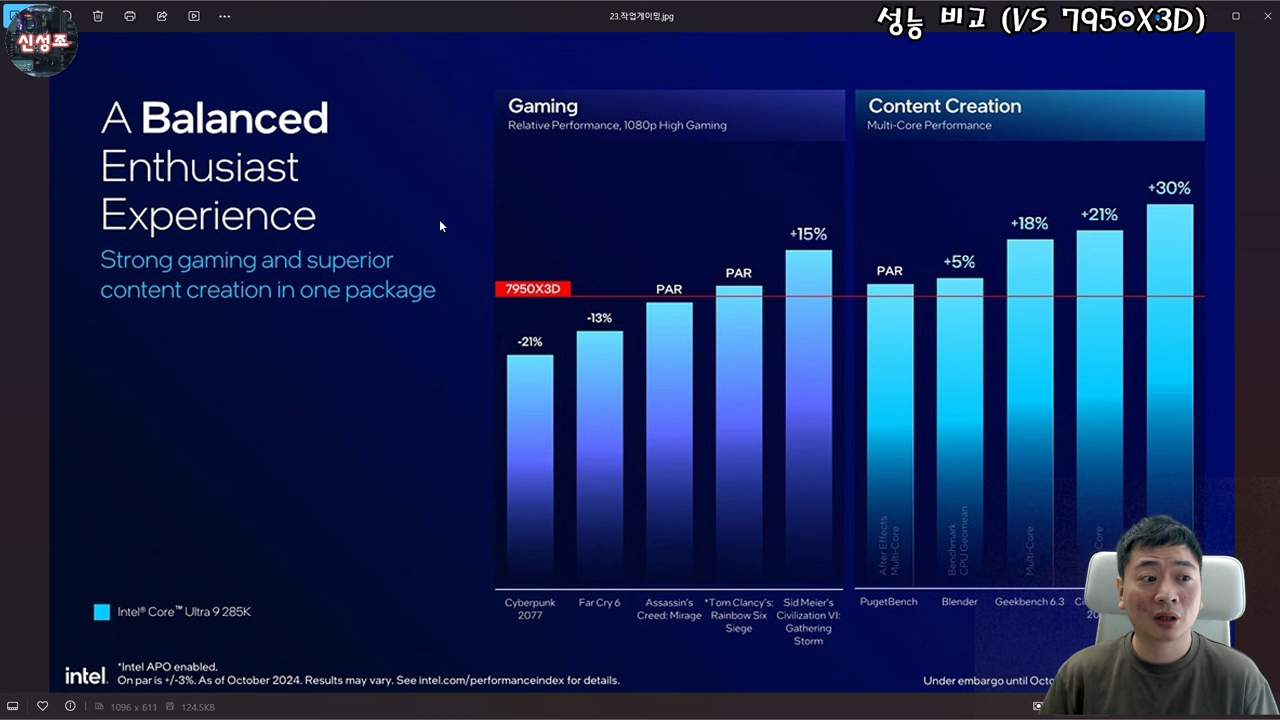 23.작업게이밍.jpg
성능 비교 (VS 7950X3D)
신성조
A Balanced
Enthusiast
Experience
Strong gaming and superior
content creation in one package
Intel® Core™ Ultra 9 285K
Gaming
Relative Performance, 1080p High Gaming
7950X3D
-21%
-13%
PAR
PAR
+15%
Cyberpunk
2077
Far Cry 6
Assassin's
Creed: Mirage
*Tom Clancy's:
Rainbow Six
Siege
Sid Meier's
Civilization VI:
Gathering
Storm
Content Creation
Multi-Core Performance
PAR
+5%
+18%
+21%
+30%
After Effects
Multi-Core
Benchmark
CPU Geomean
Multi-Core
Core
PugetBench
Blender
Geekbench 6.3
intel.
*Intel APO enabled.
On par is +/-3%. As of October 2024. Results may vary. See intel.com/performanceindex for details.
Under embargo until Octo
1096 x 611
124.5KB